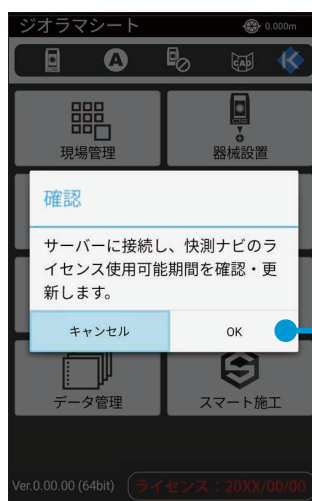 ジオラマシート
0.000m
A
CAD
現場管理
器械設置
確認
サーバーに接続し、快測ナビのラ
イセンス使用可能期間を確認・更
新します。
キャンセル
OK
データ管理
スマート施工
Ver.0.00.00 (64bit)
ライセンス：20XX/00/00